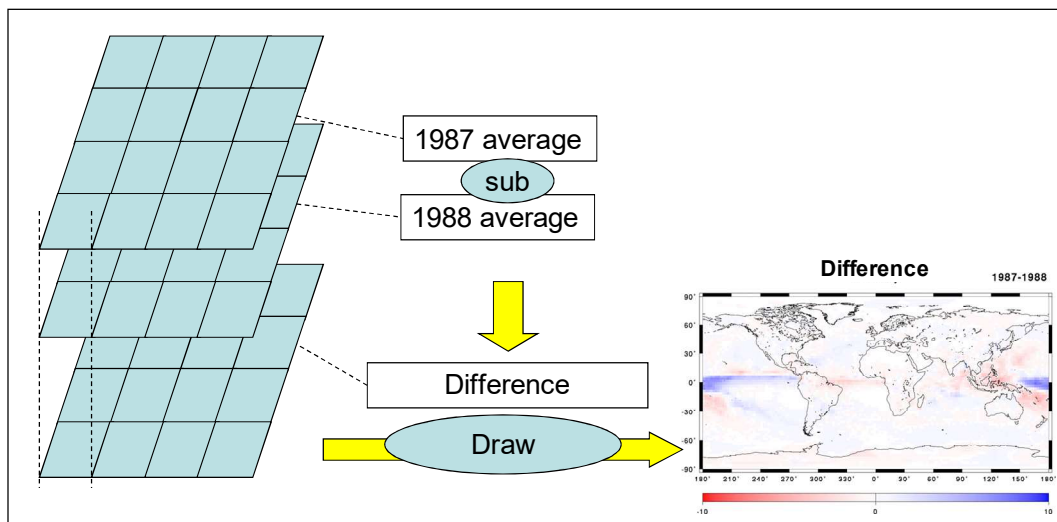 1987 average
sub
1988 average
Difference
Draw
Difference
1987-1988
90˚
60˚
30˚
0˚
-30˚
-60˚
-90˚
180˚ 210˚ 240˚ 270˚ 300˚ 330˚ 0˚ 30˚ 60˚ 90˚ 120˚ 150˚ 180˚
-10 0 10